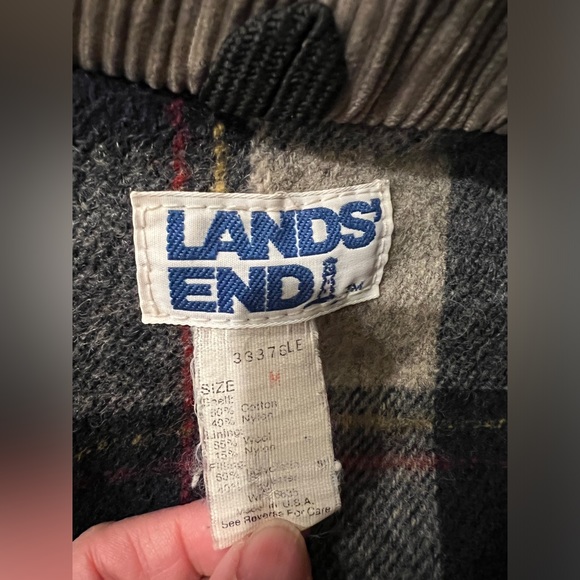 LANDS'
END
33376LE
SIZE M
Shell:
60% Cotton
40% Nylon
Lining:
85% Wool
15% Nylon
Made in U.S.A.
See Reverse For Care